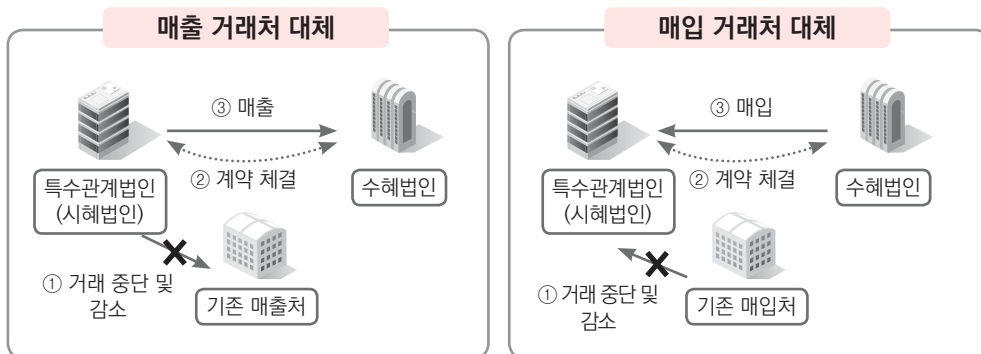 매출 거래처 대체
③ 매출
② 계약 체결
특수관계법인
(시혜법인)
수혜법인
① 거래 중단 및
감소
기존 매출처
매입 거래처 대체
③ 매입
② 계약 체결
특수관계법인
(시혜법인)
수혜법인
① 거래 중단 및
감소
기존 매입처